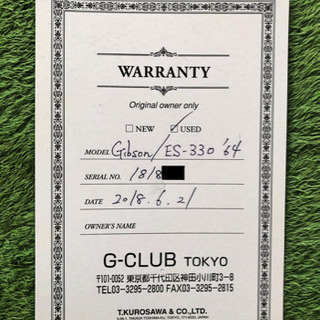 WARRANTY
Original owner only
NEW USED
MODEL Gibson/ES-330 '64
SERIAL NO. 1818
DATE 2018.6.21
OWNER'S NAME
G-CLUB TOKYO
〒101-0052 東京都千代田区神田小川町3-8
TEL03-3295-2800 FAX03-3295-2815
T.KUROSAWA & CO.,LTD.